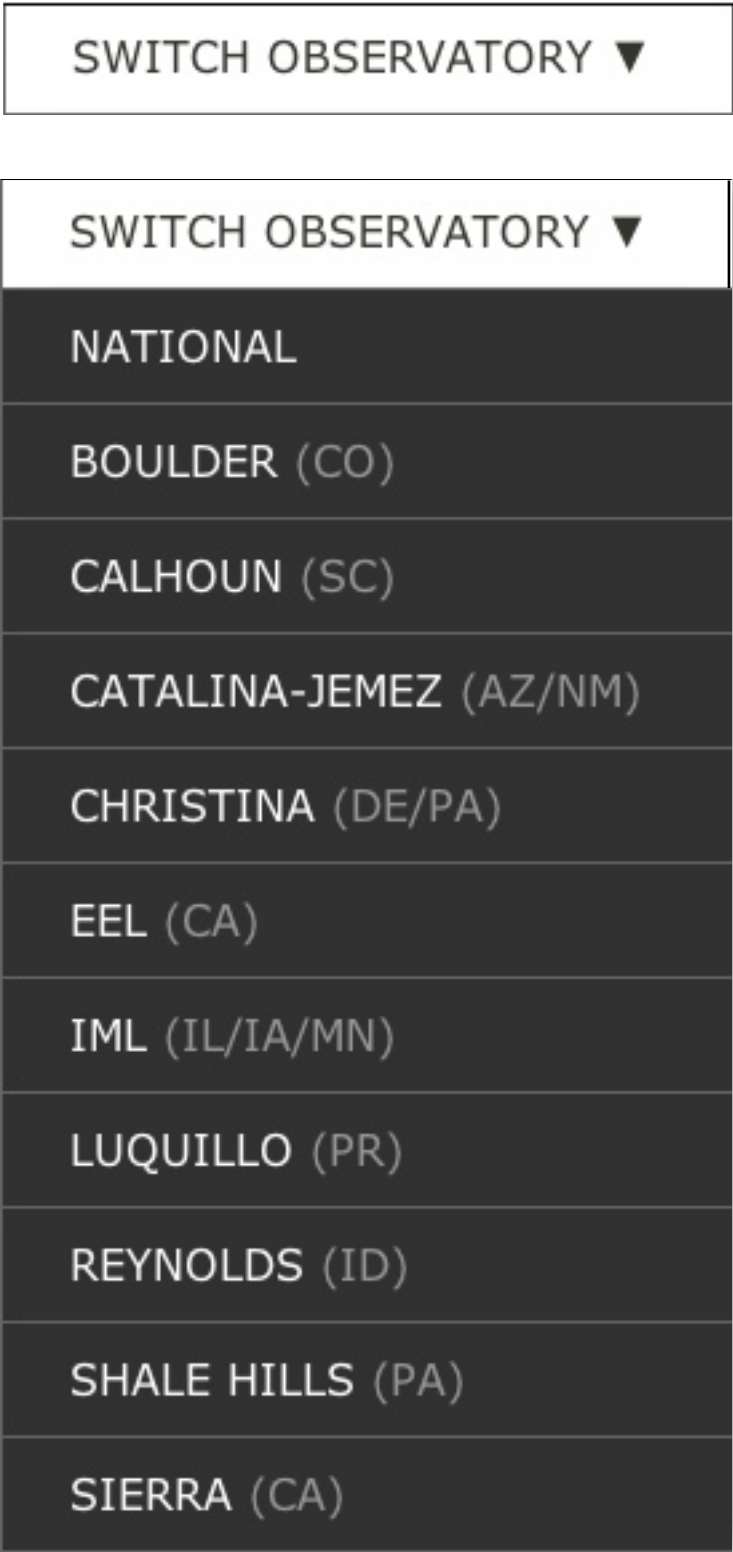 SWITCH OBSERVATORY ▼
SWITCH OBSERVATORY ▼
NATIONAL
BOULDER (CO)
CALHOUN (SC)
CATALINA-JEMEZ (AZ/NM)
CHRISTINA (DE/PA)
EEL (CA)
IML (IL/IA/MN)
LUQUILLO (PR)
REYNOLDS (ID)
SHALE HILLS (PA)
SIERRA (CA)